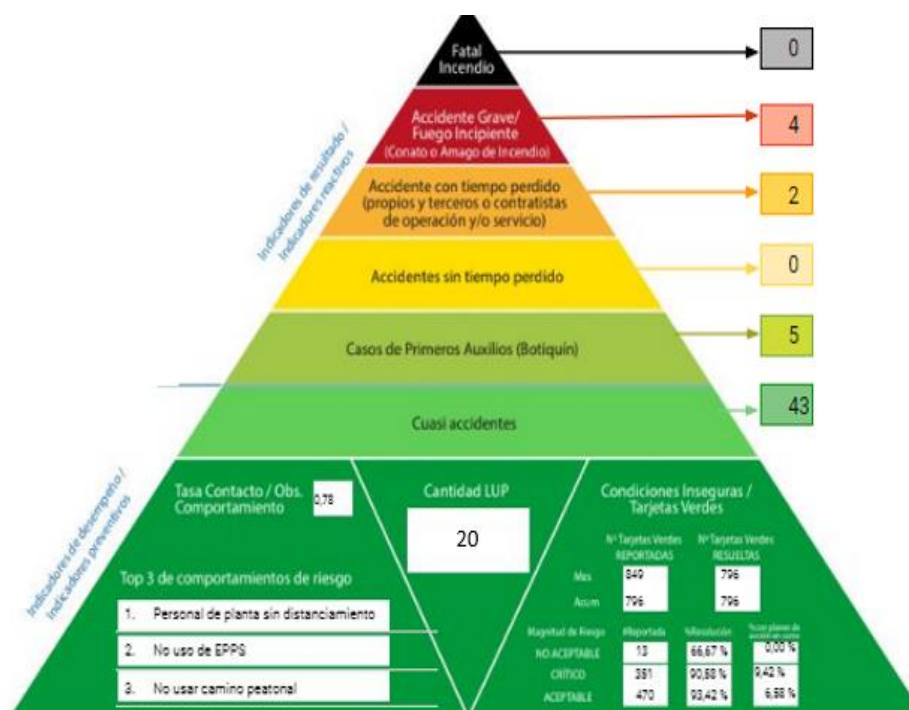 Fatal
Incendio
0
Accidente Grave/
Fuego Incipiente
(Conato o Amago de Incendio)
4
Accidente con tiempo perdido
(propios y terceros o contratistas
de operación y/o servicio)
2
Accidentes sin tiempo perdido
0
Casos de Primeros Auxilios (Botiquín)
5
Cuasi accidentes
43
Indicadores de resultado /
Indicadores reactivos
Indicadores de desempeño /
Indicadores preventivos
Tasa Contacto / Obs.
Comportamiento
0,78
Top 3 de comportamientos de riesgo
1. Personal de planta sin distanciamiento
2. No uso de EPPS
3. No usar camino peatonal
Cantidad LUP
20
Condiciones Inseguras /
Tarjetas Verdes
Nº Tarjetas Verdes
REPORTADAS
Nº Tarjetas Verdes
RESUELTAS
Mes 849 796
Acum 796 796
Magnitud de Riesgo #Reportada %Resolución %con planes de
acción en curso
NO ACEPTABLE 13 66,67 % 0,00 %
CRÍTICO 351 90,58 % 9,42 %
ACEPTABLE 470 93,42 % 6,58 %